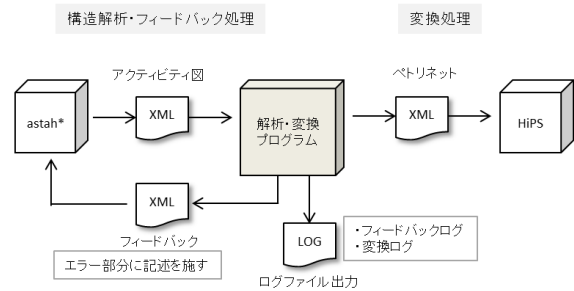 構造解析・フィードバック処理
変換処理
アクティビティ図
ペトリネット
astah*
XML
解析・変換
プログラム
XML
HiPS
XML
フィードバック
エラー部分に記述を施す
LOG
ログファイル出力
・フィードバックログ
・変換ログ